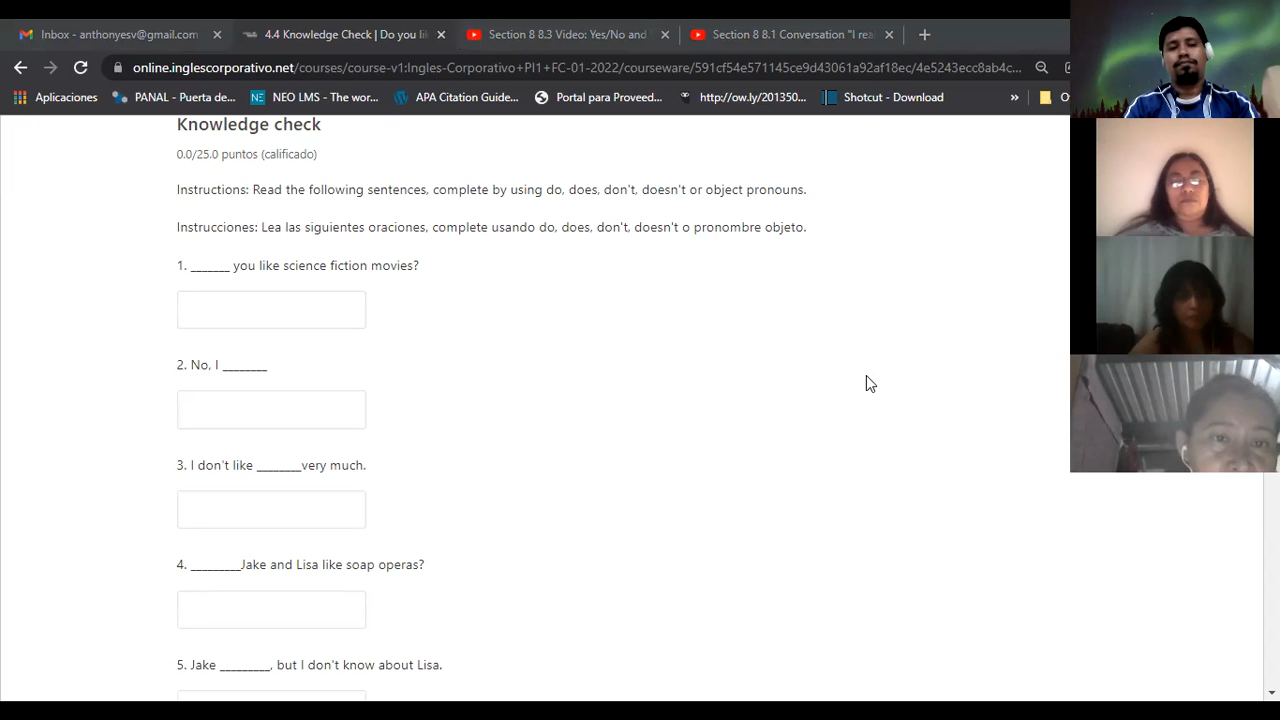 Inbox - anthonyesv@gmail.com
4.4 Knowledge Check | Do you li
Section 8 8.3 Video: Yes/No and
Section 8 8.1 Conversation "I rea
online.inglescorporativo.net/courses/course-v1:Ingles-Corporativo+PI1+FC-01-2022/courseware/591cf54e571145ce9d43061a92af18ec/4e5243ecc8ab4c...
Aplicaciones
PANAL - Puerta de...
NE NEO LMS - The wor...
APA Citation Guide...
Portal para Proveed...
http://ow.ly/201350...
Shotcut - Download
»
Knowledge check
0.0/25.0 puntos (calificado)
Instructions: Read the following sentences, complete by using do, does, don't, doesn't or object pronouns.
Instrucciones: Lea las siguientes oraciones, complete usando do, does, don't, doesn't o pronombre objeto.
1. _______ you like science fiction movies?
2. No, I ________
3. I don't like ________very much.
4. _________Jake and Lisa like soap operas?
5. Jake _________, but I don't know about Lisa.